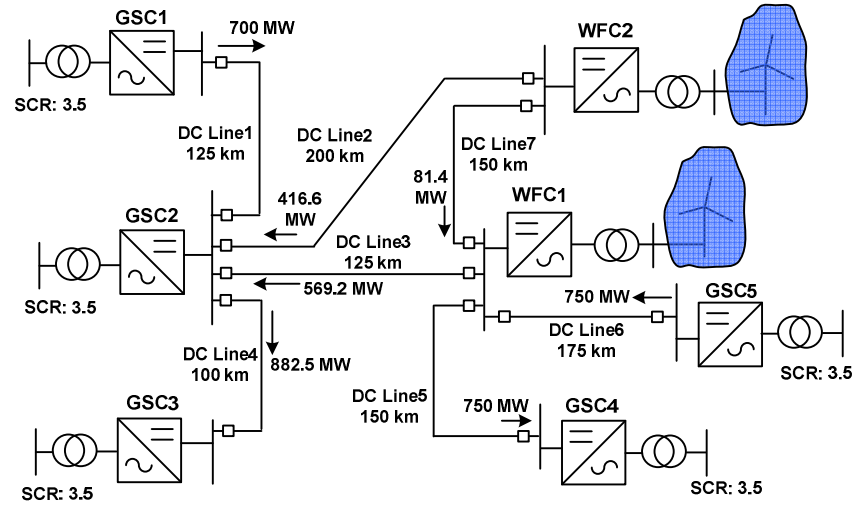 GSC1
700 MW
SCR: 3.5
WFC2
DC Line1
125 km
DC Line2
200 km
DC Line7
150 km
81.4
MW
WFC1
GSC2
416.6
MW
DC Line3
125 km
SCR: 3.5
569.2 MW
750 MW
GSC5
DC Line6
175 km
SCR: 3.5
DC Line4
100 km
882.5 MW
DC Line5
150 km
GSC3
750 MW
GSC4
SCR: 3.5
SCR: 3.5